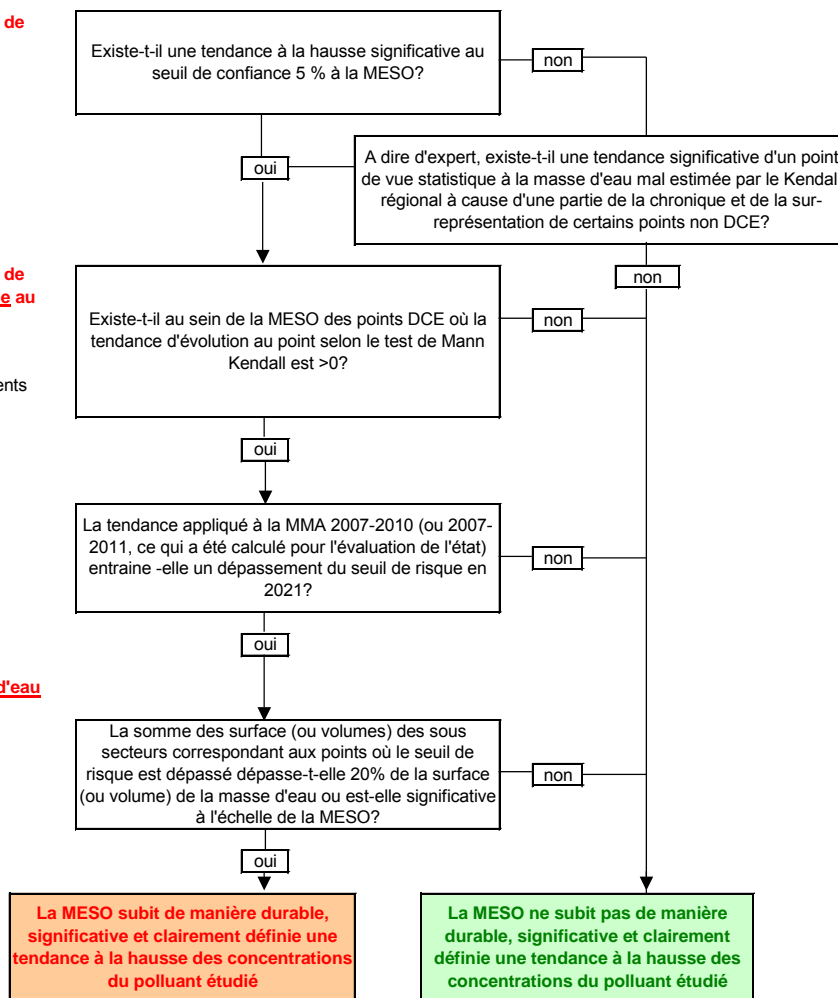 de
Existe-t-il une tendance à la hausse significative au
seuil de confiance 5 % à la MESO?
non
oui
A dire d'expert, existe-t-il une tendance significative d'un point
de vue statistique à la masse d'eau mal estimée par le Kendal
régional à cause d'une partie de la chronique et de la sur-
représentation de certains points non DCE?
non
de
e au
ents
Existe-t-il au sein de la MESO des points DCE où la
tendance d'évolution au point selon le test de Mann
Kendall est >0?
non
oui
La tendance appliqué à la MMA 2007-2010 (ou 2007-
2011, ce qui a été calculé pour l'évaluation de l'état)
entraine -elle un dépassement du seuil de risque en
2021?
non
oui
d'eau
La somme des surface (ou volumes) des sous
secteurs correspondant aux points où le seuil de
risque est dépassé dépasse-t-elle 20% de la surface
(ou volume) de la masse d'eau ou est-elle significative
à l'échelle de la MESO?
non
oui
La MESO subit de manière durable,
significative et clairement définie une
tendance à la hausse des concentrations
du polluant étudié
La MESO ne subit pas de manière
durable, significative et clairement
définie une tendance à la hausse des
concentrations du polluant étudié